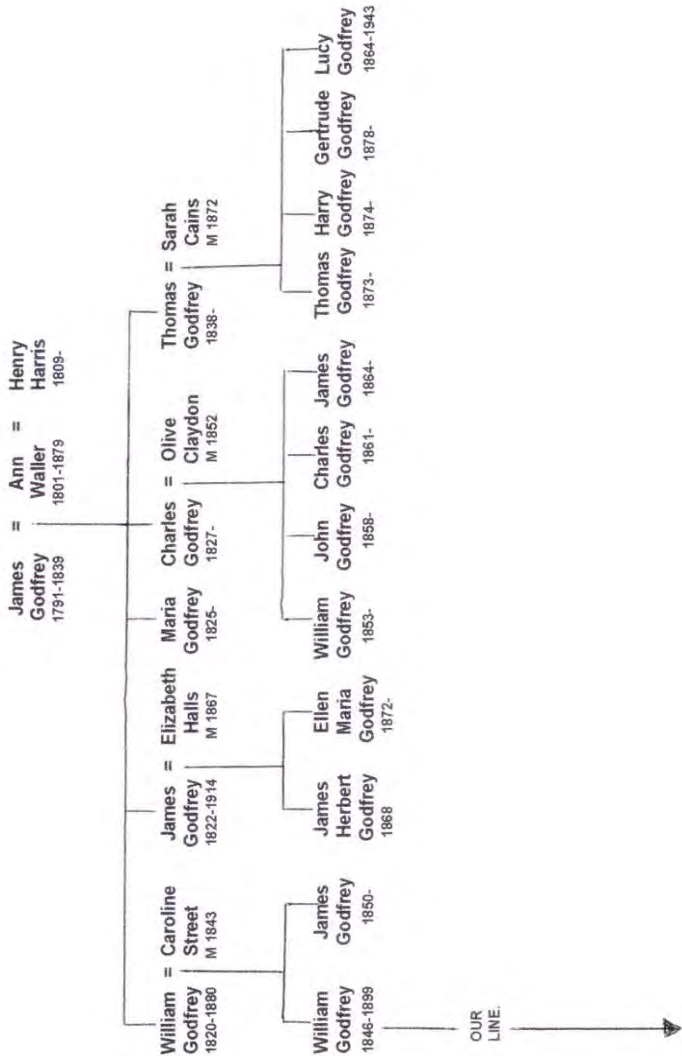 James = Ann = Henry
Godfrey Waller Harris
1791-1839 1801-1879 1809-
William = Caroline James = Elizabeth Maria Charles = Olive Thomas = Sarah
Godfrey Street Godfrey Halls Godfrey Godfrey Claydon Godfrey Cains
1820-1880 M 1843 1822-1914 M 1867 1825- 1827- M 1852 1838- M 1872
William James James Ellen William John Charles James Thomas Harry Gertrude Lucy
Godfrey Godfrey Herbert Maria Godfrey Godfrey Godfrey Godfrey Godfrey Godfrey Godfrey Godfrey
1846-1899 1850- Godfrey Godfrey 1853- 1858- 1861- 1864- 1873- 1874- 1878- 1864-1943
1868 1872-
OUR
LINE.